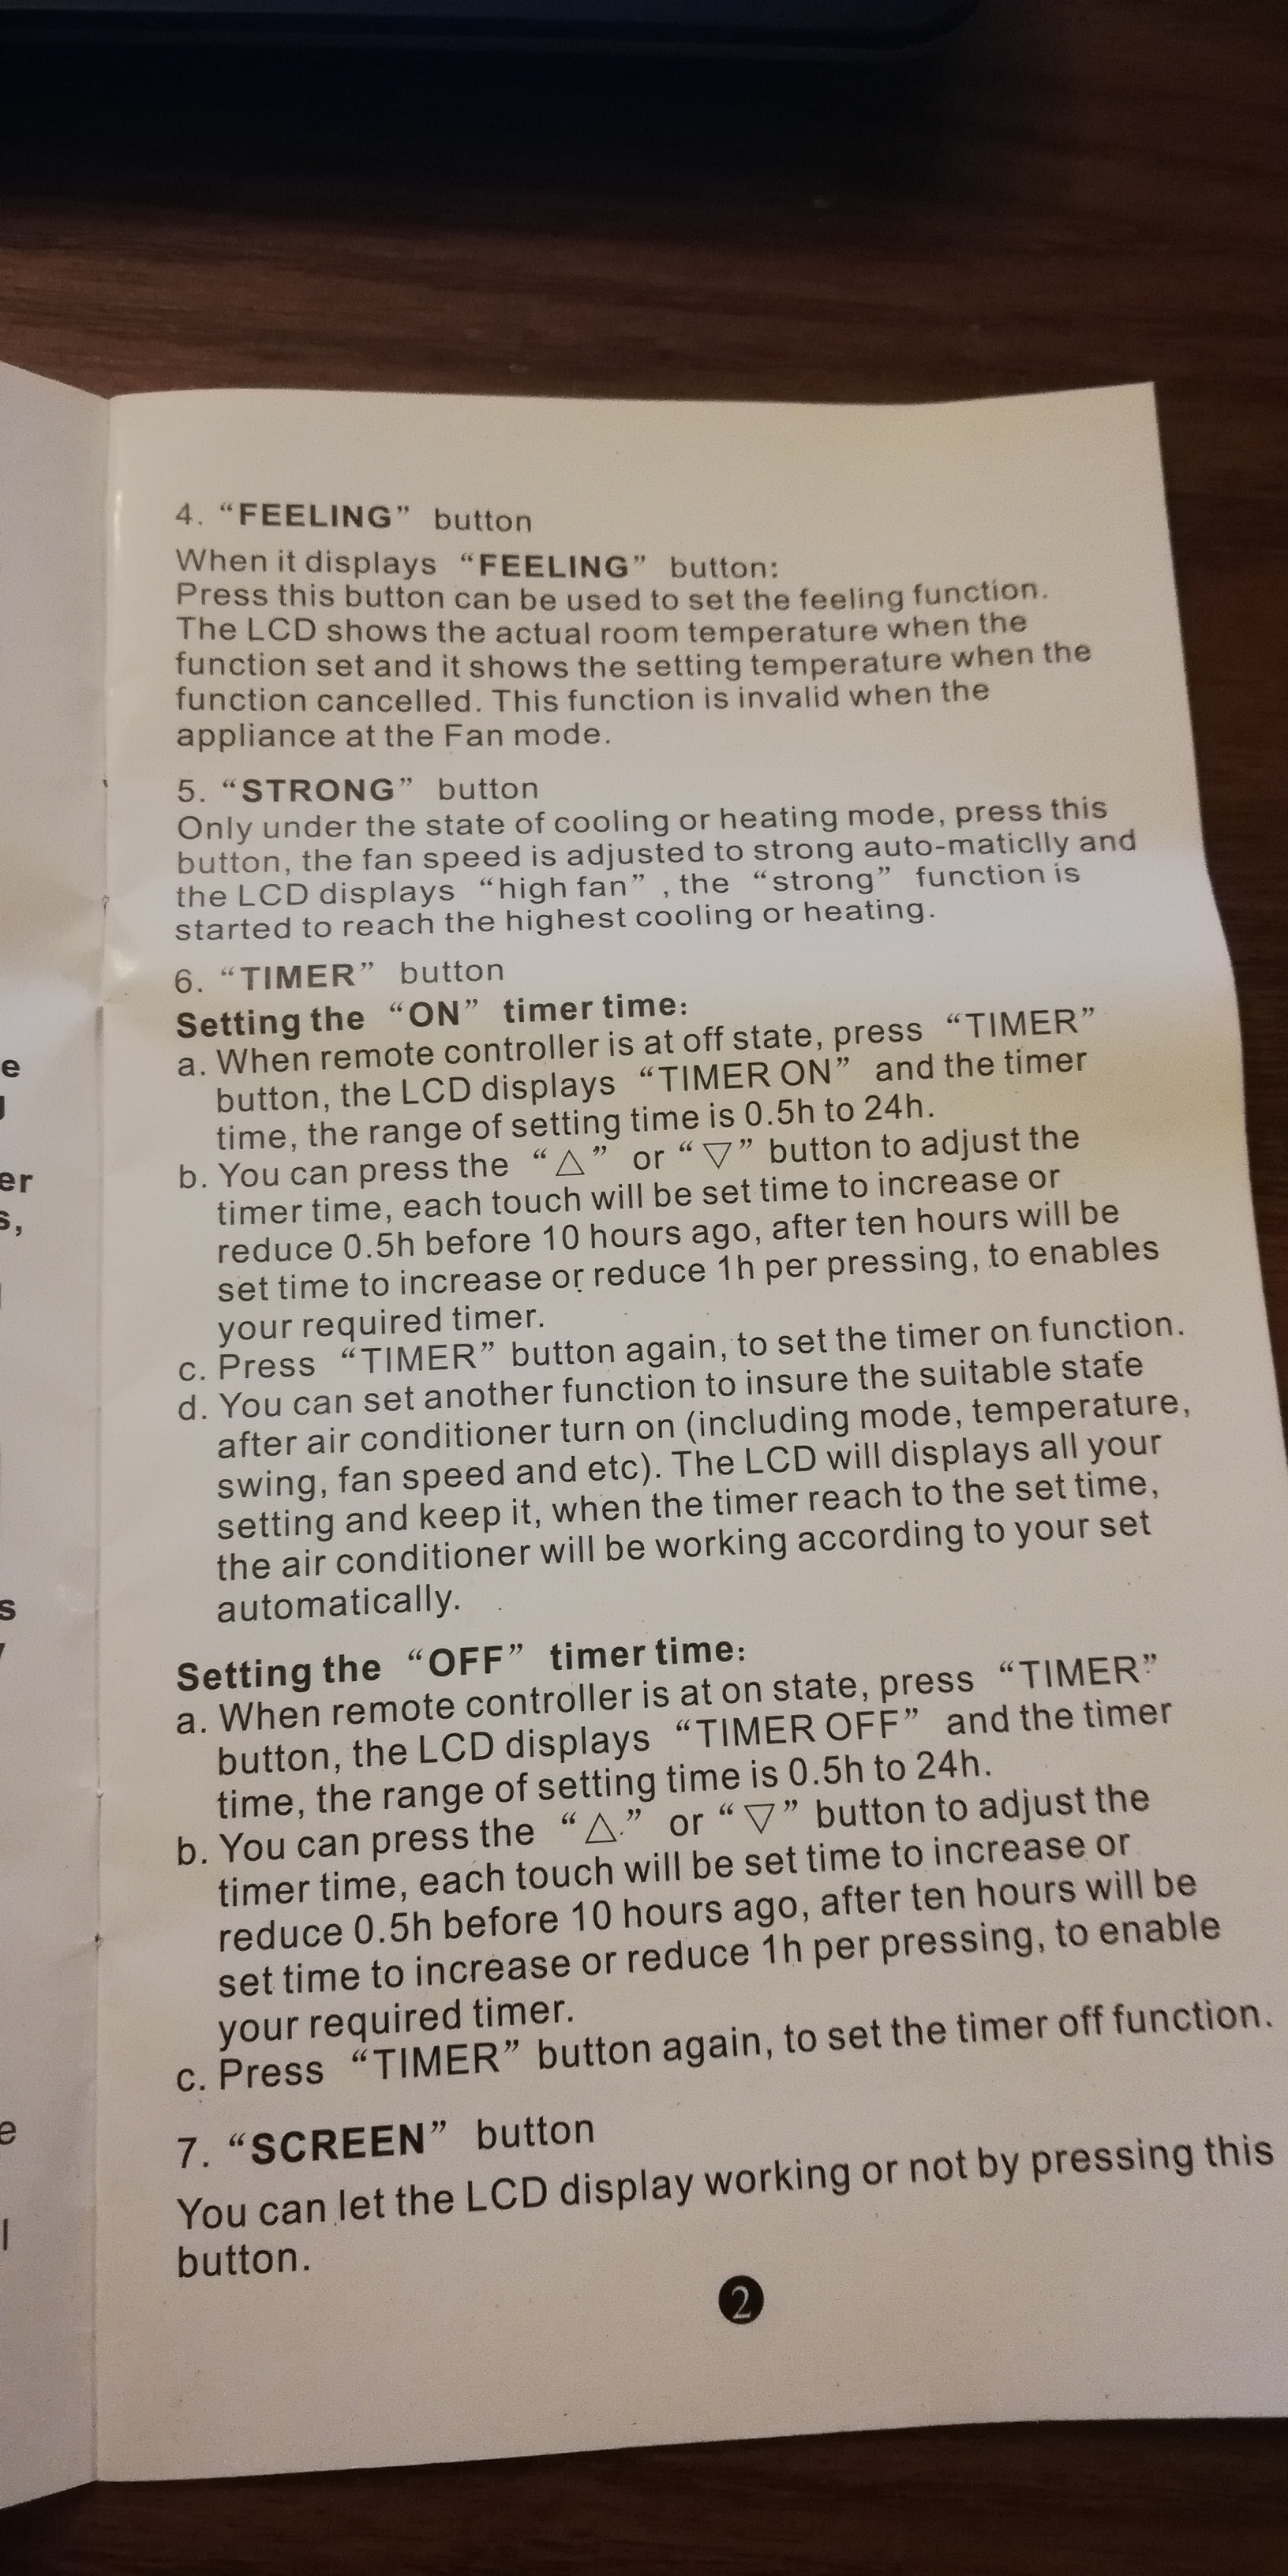 4. “FEELING” button
When it displays “FEELING” button:
Press this button can be used to set the feeling function.
The LCD shows the actual room temperature when the
function set and it shows the setting temperature when the
function cancelled. This function is invalid when the
appliance at the Fan mode.
5. “STRONG” button
Only under the state of cooling or heating mode, press this
button, the fan speed is adjusted to strong auto-maticlly and
the LCD displays “high fan” , the “strong” function is
started to reach the highest cooling or heating.
6. “TIMER” button
Setting the “ON” timer time:
a. When remote controller is at off state, press “TIMER”
button, the LCD displays “TIMER ON” and the timer
time, the range of setting time is 0.5h to 24h.
b. You can press the “△” or “▽” button to adjust the
timer time, each touch will be set time to increase or
reduce 0.5h before 10 hours ago, after ten hours will be
set time to increase or reduce 1h per pressing, to enables
your required timer.
c. Press “TIMER” button again, to set the timer on function.
d. You can set another function to insure the suitable state
after air conditioner turn on (including mode, temperature,
swing, fan speed and etc). The LCD will displays all your
setting and keep it, when the timer reach to the set time,
the air conditioner will be working according to your set
automatically.
Setting the “OFF” timer time:
a. When remote controller is at on state, press “TIMER”
button, the LCD displays “TIMER OFF” and the timer
time, the range of setting time is 0.5h to 24h.
b. You can press the “△” or “▽” button to adjust the
timer time, each touch will be set time to increase or
reduce 0.5h before 10 hours ago, after ten hours will be
set time to increase or reduce 1h per pressing, to enable
your required timer.
c. Press “TIMER” button again, to set the timer off function.
7. “SCREEN” button
You can let the LCD display working or not by pressing this
button.
2